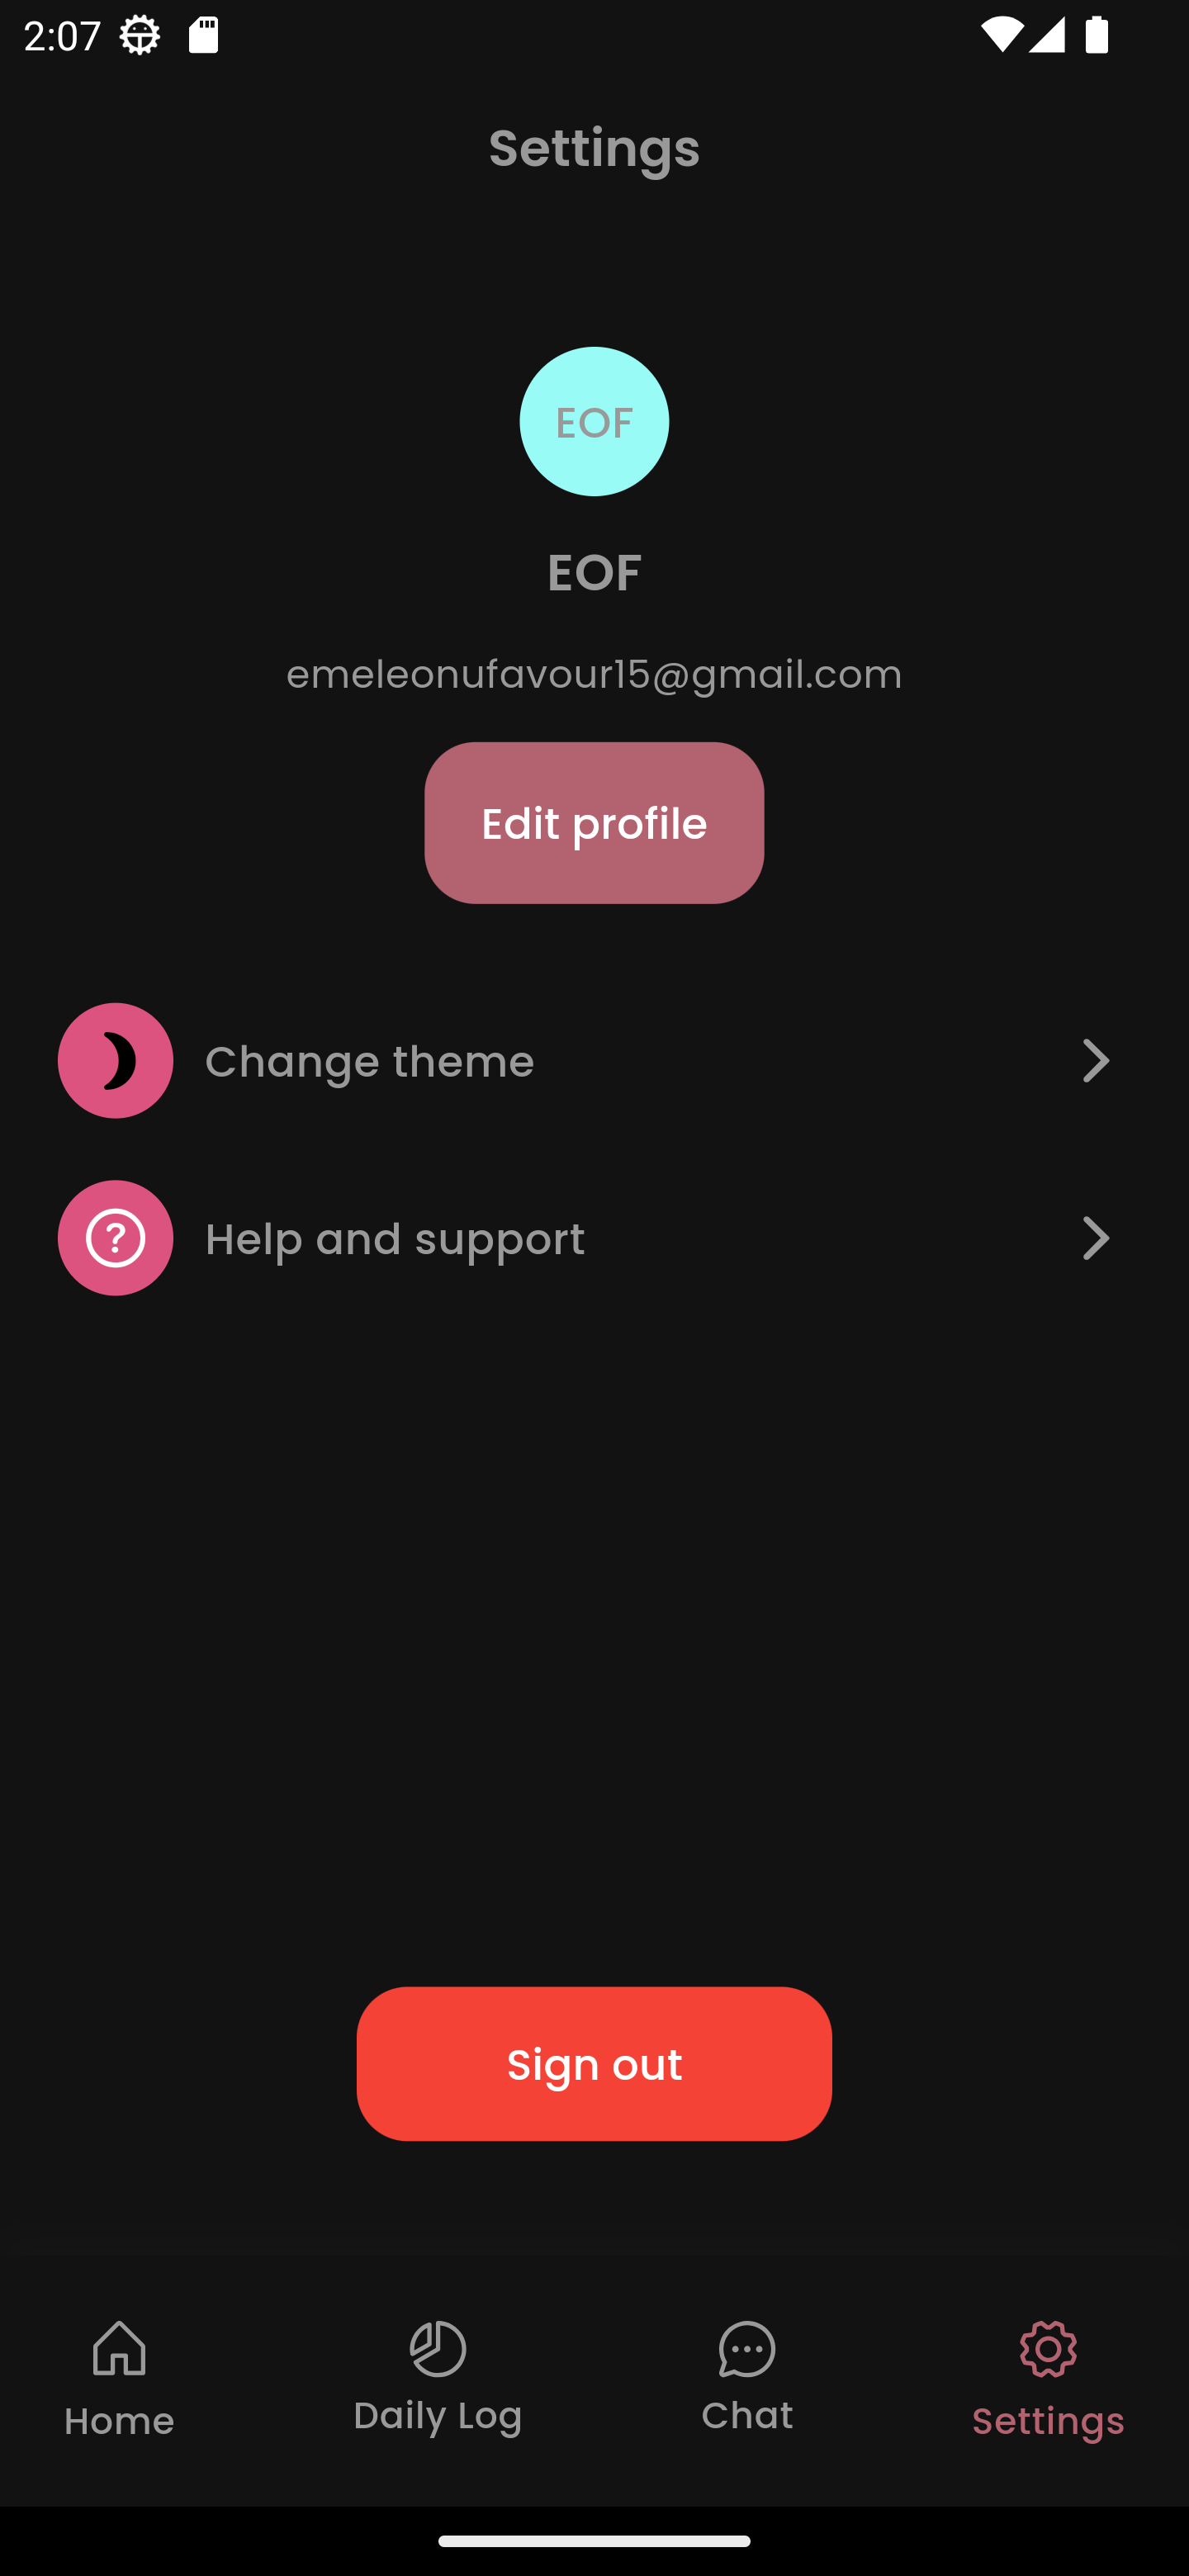 2:07
Settings
EOF
EOF
emeleonufavour15@gmail.com
Edit profile
Change theme
Help and support
Sign out
Home
Daily Log
Chat
Settings